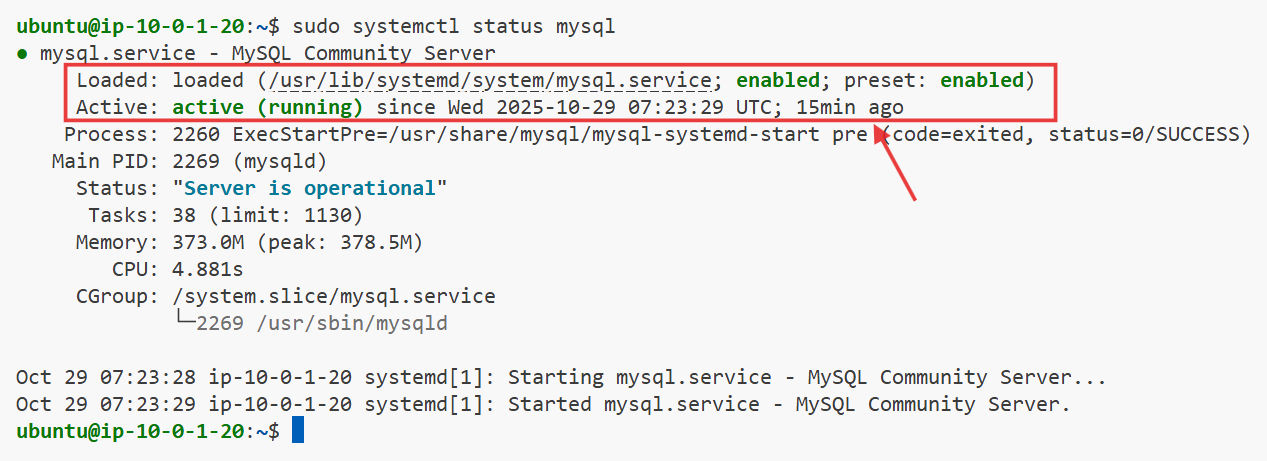 ubuntu@ip-10-0-1-20:~$ sudo systemctl status mysql
● mysql.service - MySQL Community Server
Loaded: loaded (/usr/lib/systemd/system/mysql.service; enabled; preset: enabled)
Active: active (running) since Wed 2025-10-29 07:23:29 UTC; 15min ago
Process: 2260 ExecStartPre=/usr/share/mysql/mysql-systemd-start pre (code=exited, status=0/SUCCESS)
Main PID: 2269 (mysqld)
Status: "Server is operational"
Tasks: 38 (limit: 1130)
Memory: 373.0M (peak: 378.5M)
CPU: 4.881s
CGroup: /system.slice/mysql.service
└─2269 /usr/sbin/mysqld
Oct 29 07:23:28 ip-10-0-1-20 systemd[1]: Starting mysql.service - MySQL Community Server...
Oct 29 07:23:29 ip-10-0-1-20 systemd[1]: Started mysql.service - MySQL Community Server.
ubuntu@ip-10-0-1-20:~$